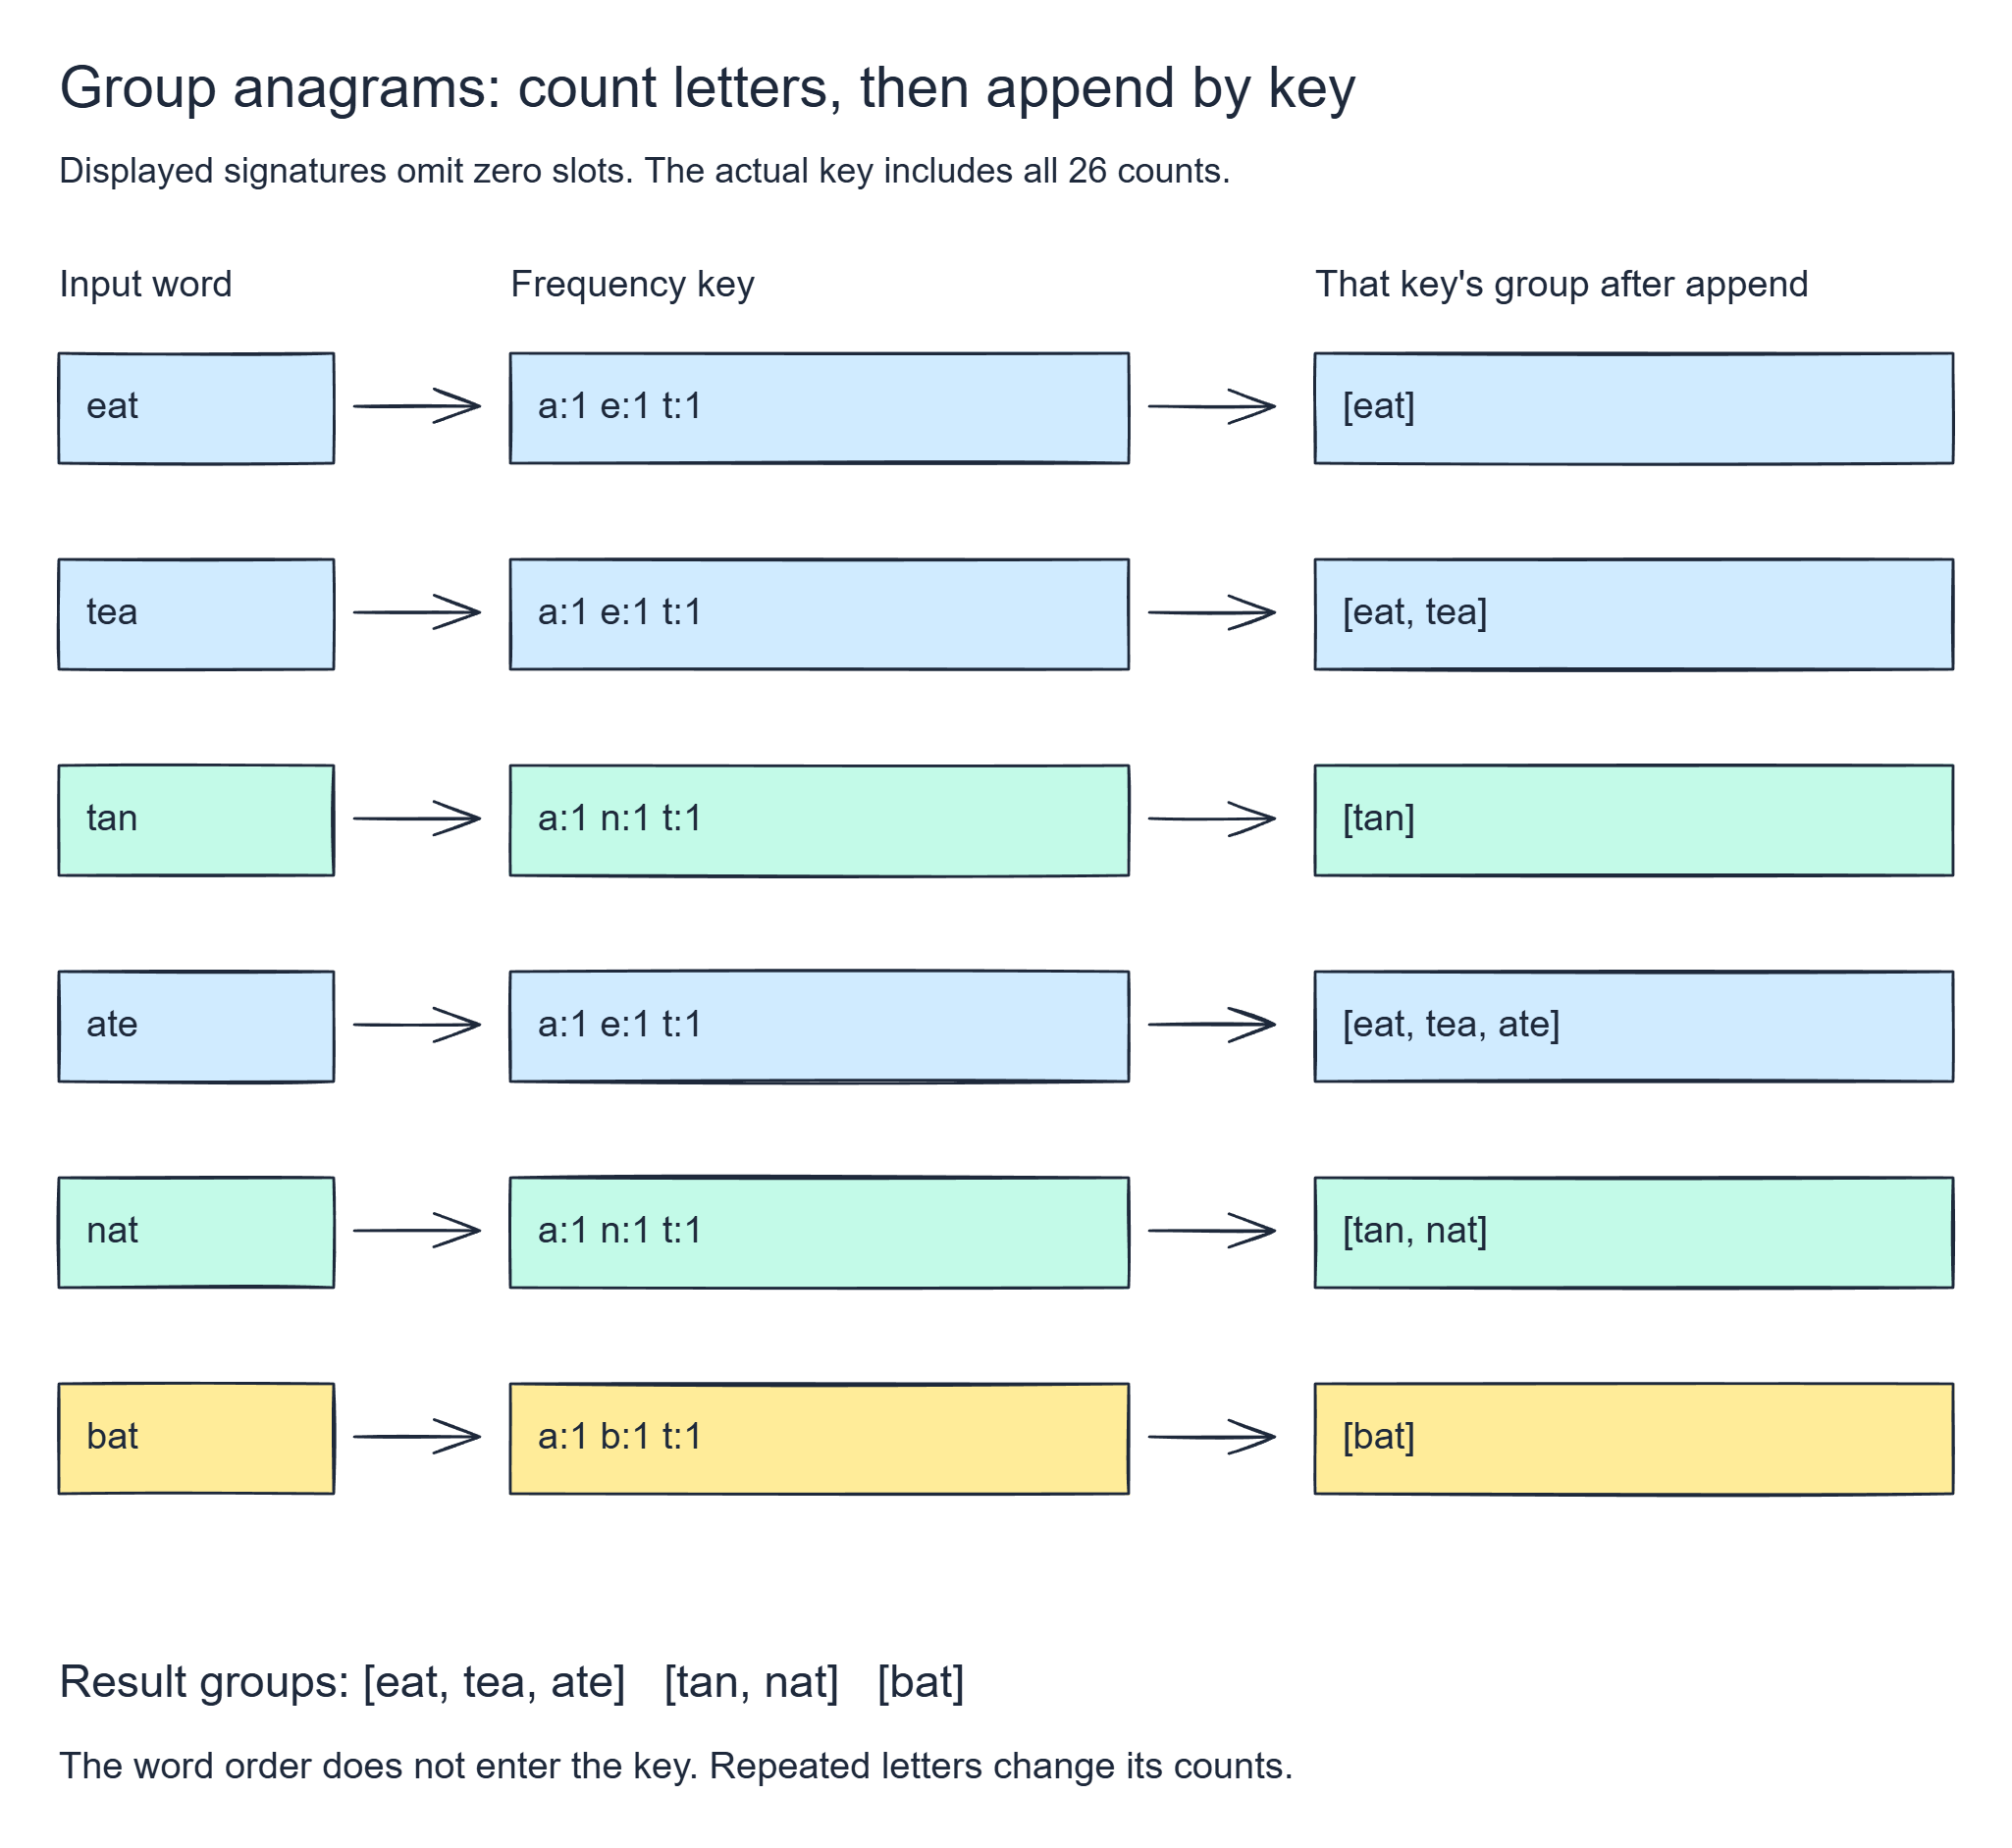 Group anagrams: count letters, then append by key
Displayed signatures omit zero slots. The actual key includes all 26 counts.
Input word Frequency key That key's group after append
eat a:1 e:1 t:1 [eat]
tea a:1 e:1 t:1 [eat, tea]
tan a:1 n:1 t:1 [tan]
ate a:1 e:1 t:1 [eat, tea, ate]
nat a:1 n:1 t:1 [tan, nat]
bat a:1 b:1 t:1 [bat]
Result groups: [eat, tea, ate] [tan, nat] [bat]
The word order does not enter the key. Repeated letters change its counts.